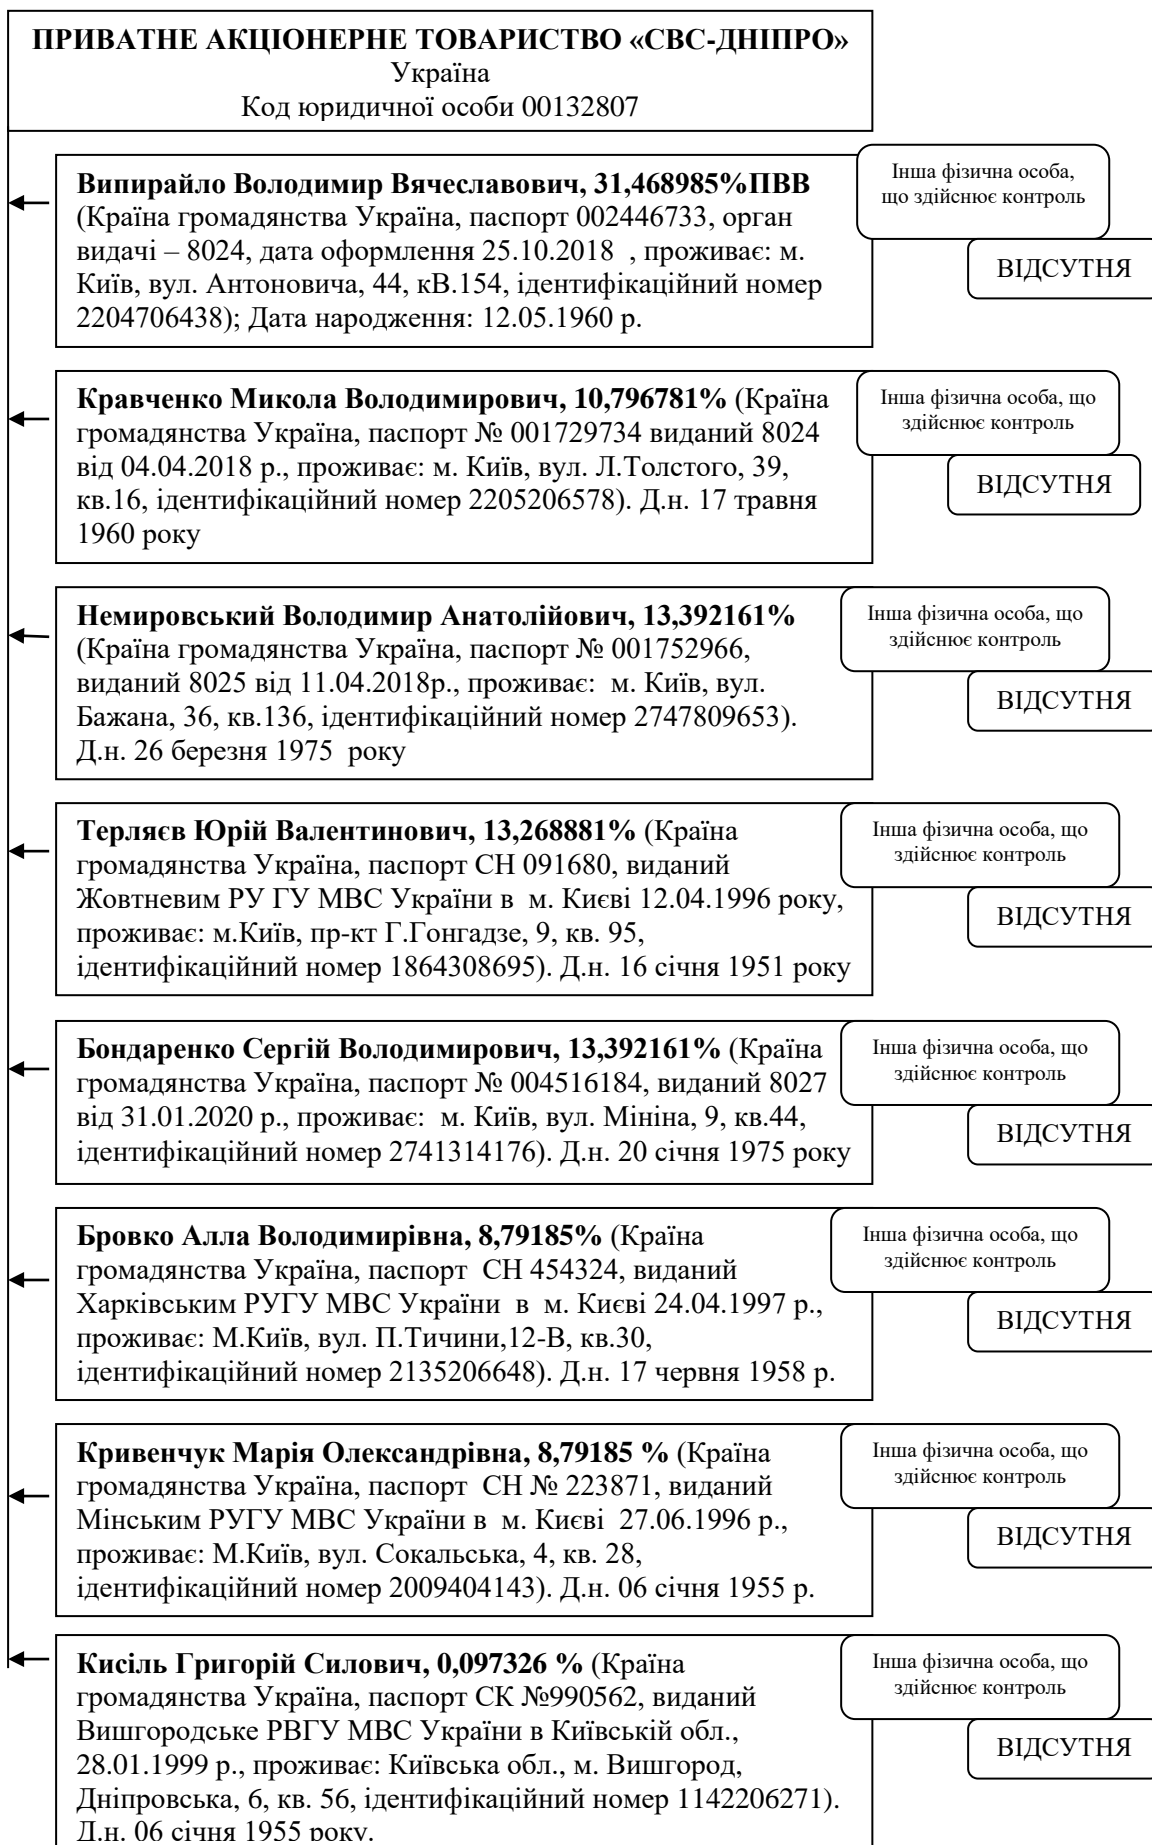 ПРИВАТНЕ АКЦІОНЕРНЕ ТОВАРИСТВО «СВС-ДНІПРО»
Україна
Код юридичної особи 00132807
Випирайло Володимир Вячеславович, 31,468985%ПВВ
(Країна громадянства Україна, паспорт 002446733, орган
видачі – 8024, дата оформлення 25.10.2018 , проживає: м.
Київ, вул. Антоновича, 44, кВ.154, ідентифікаційний номер
2204706438); Дата народження: 12.05.1960 р.
Інша фізична особа,
що здійснює контроль
ВІДСУТНЯ
Кравченко Микола Володимирович, 10,796781% (Країна
громадянства Україна, паспорт № 001729734 виданий 8024
від 04.04.2018 р., проживає: м. Київ, вул. Л.Толстого, 39,
кв.16, ідентифікаційний номер 2205206578). Д.н. 17 травня
1960 року
Інша фізична особа, що
здійснює контроль
ВІДСУТНЯ
Немировський Володимир Анатолійович, 13,392161%
(Країна громадянства Україна, паспорт № 001752966,
виданий 8025 від 11.04.2018р., проживає: м. Київ, вул.
Бажана, 36, кв.136, ідентифікаційний номер 2747809653).
Д.н. 26 березня 1975 року
Інша фізична особа, що
здійснює контроль
ВІДСУТНЯ
Терляєв Юрій Валентинович, 13,268881% (Країна
громадянства Україна, паспорт СН 091680, виданий
Жовтневим РУ ГУ МВС України в м. Києві 12.04.1996 року,
проживає: м.Київ, пр-кт Г.Гонгадзе, 9, кв. 95,
ідентифікаційний номер 1864308695). Д.н. 16 січня 1951 року
Інша фізична особа, що
здійснює контроль
ВІДСУТНЯ
Бондаренко Сергій Володимирович, 13,392161% (Країна
громадянства Україна, паспорт № 004516184, виданий 8027
від 31.01.2020 р., проживає: м. Київ, вул. Мініна, 9, кв.44,
ідентифікаційний номер 2741314176). Д.н. 20 січня 1975 року
Інша фізична особа, що
здійснює контроль
ВІДСУТНЯ
Бровко Алла Володимирівна, 8,79185% (Країна
громадянства Україна, паспорт СН 454324, виданий
Харківським РУГУ МВС України в м. Києві 24.04.1997 р.,
проживає: М.Київ, вул. П.Тичини,12-В, кв.30,
ідентифікаційний номер 2135206648). Д.н. 17 червня 1958 р.
Інша фізична особа, що
здійснює контроль
ВІДСУТНЯ
Кривенчук Марія Олександрівна, 8,79185 % (Країна
громадянства Україна, паспорт СН № 223871, виданий
Мінським РУГУ МВС України в м. Києві 27.06.1996 р.,
проживає: М.Київ, вул. Сокальська, 4, кв. 28,
ідентифікаційний номер 2009404143). Д.н. 06 січня 1955 р.
Інша фізична особа, що
здійснює контроль
ВІДСУТНЯ
Кисіль Григорій Силович, 0,097326 % (Країна
громадянства Україна, паспорт СК №990562, виданий
Вишгородське РВГУ МВС України в Київській обл.,
28.01.1999 р., проживає: Київська обл., м. Вишгород,
Дніпровська, 6, кв. 56, ідентифікаційний номер 1142206271).
Д.н. 06 січня 1955 року.
Інша фізична особа, що
здійснює контроль
ВІДСУТНЯ